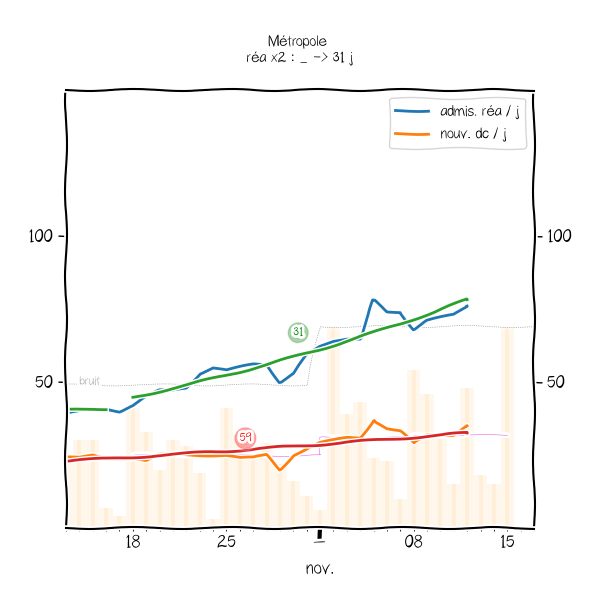 Métropole
réa x2 : _ -> 31 j
admis. réa / j
nouv. dc / j
100
100
31
50
50
bruit
59
18
25
1
08
15
nov.